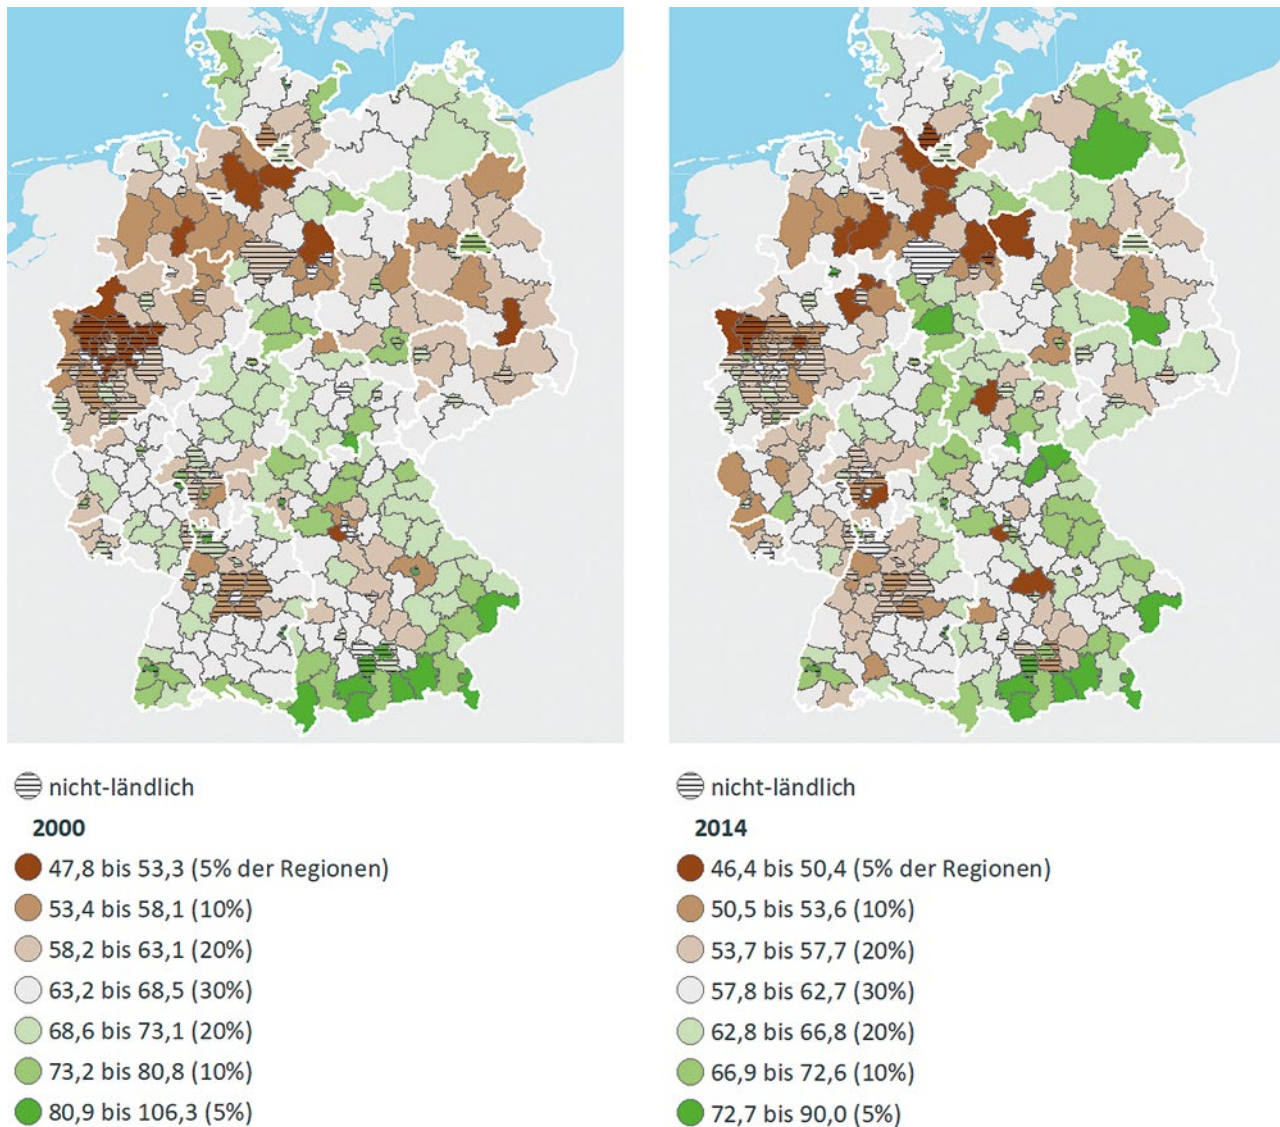 nicht-ländlich
2000
47,8 bis 53,3 (5% der Regionen)
53,4 bis 58,1 (10%)
58,2 bis 63,1 (20%)
63,2 bis 68,5 (30%)
68,6 bis 73,1 (20%)
73,2 bis 80,8 (10%)
80,9 bis 106,3 (5%)
nicht-ländlich
2014
46,4 bis 50,4 (5% der Regionen)
50,5 bis 53,6 (10%)
53,7 bis 57,7 (20%)
57,8 bis 62,7 (30%)
62,8 bis 66,8 (20%)
66,9 bis 72,6 (10%)
72,7 bis 90,0 (5%)